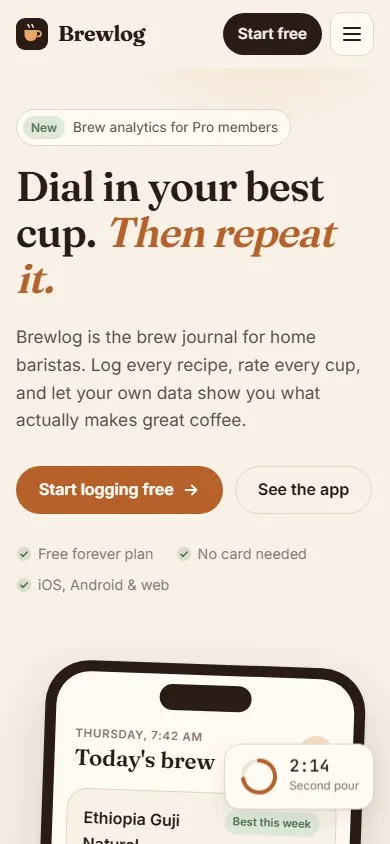 Brewlog
Start free
New Brew analytics for Pro members
Dial in your best
cup. Then repeat
it.
Brewlog is the brew journal for home
baristas. Log every recipe, rate every cup,
and let your own data show you what
actually makes great coffee.
Start logging free →
See the app
Free forever plan
No card needed
iOS, Android & web
THURSDAY, 7:42 AM
Today's brew
2:14
Second pour
Ethiopia Guji
Natural
Best this week